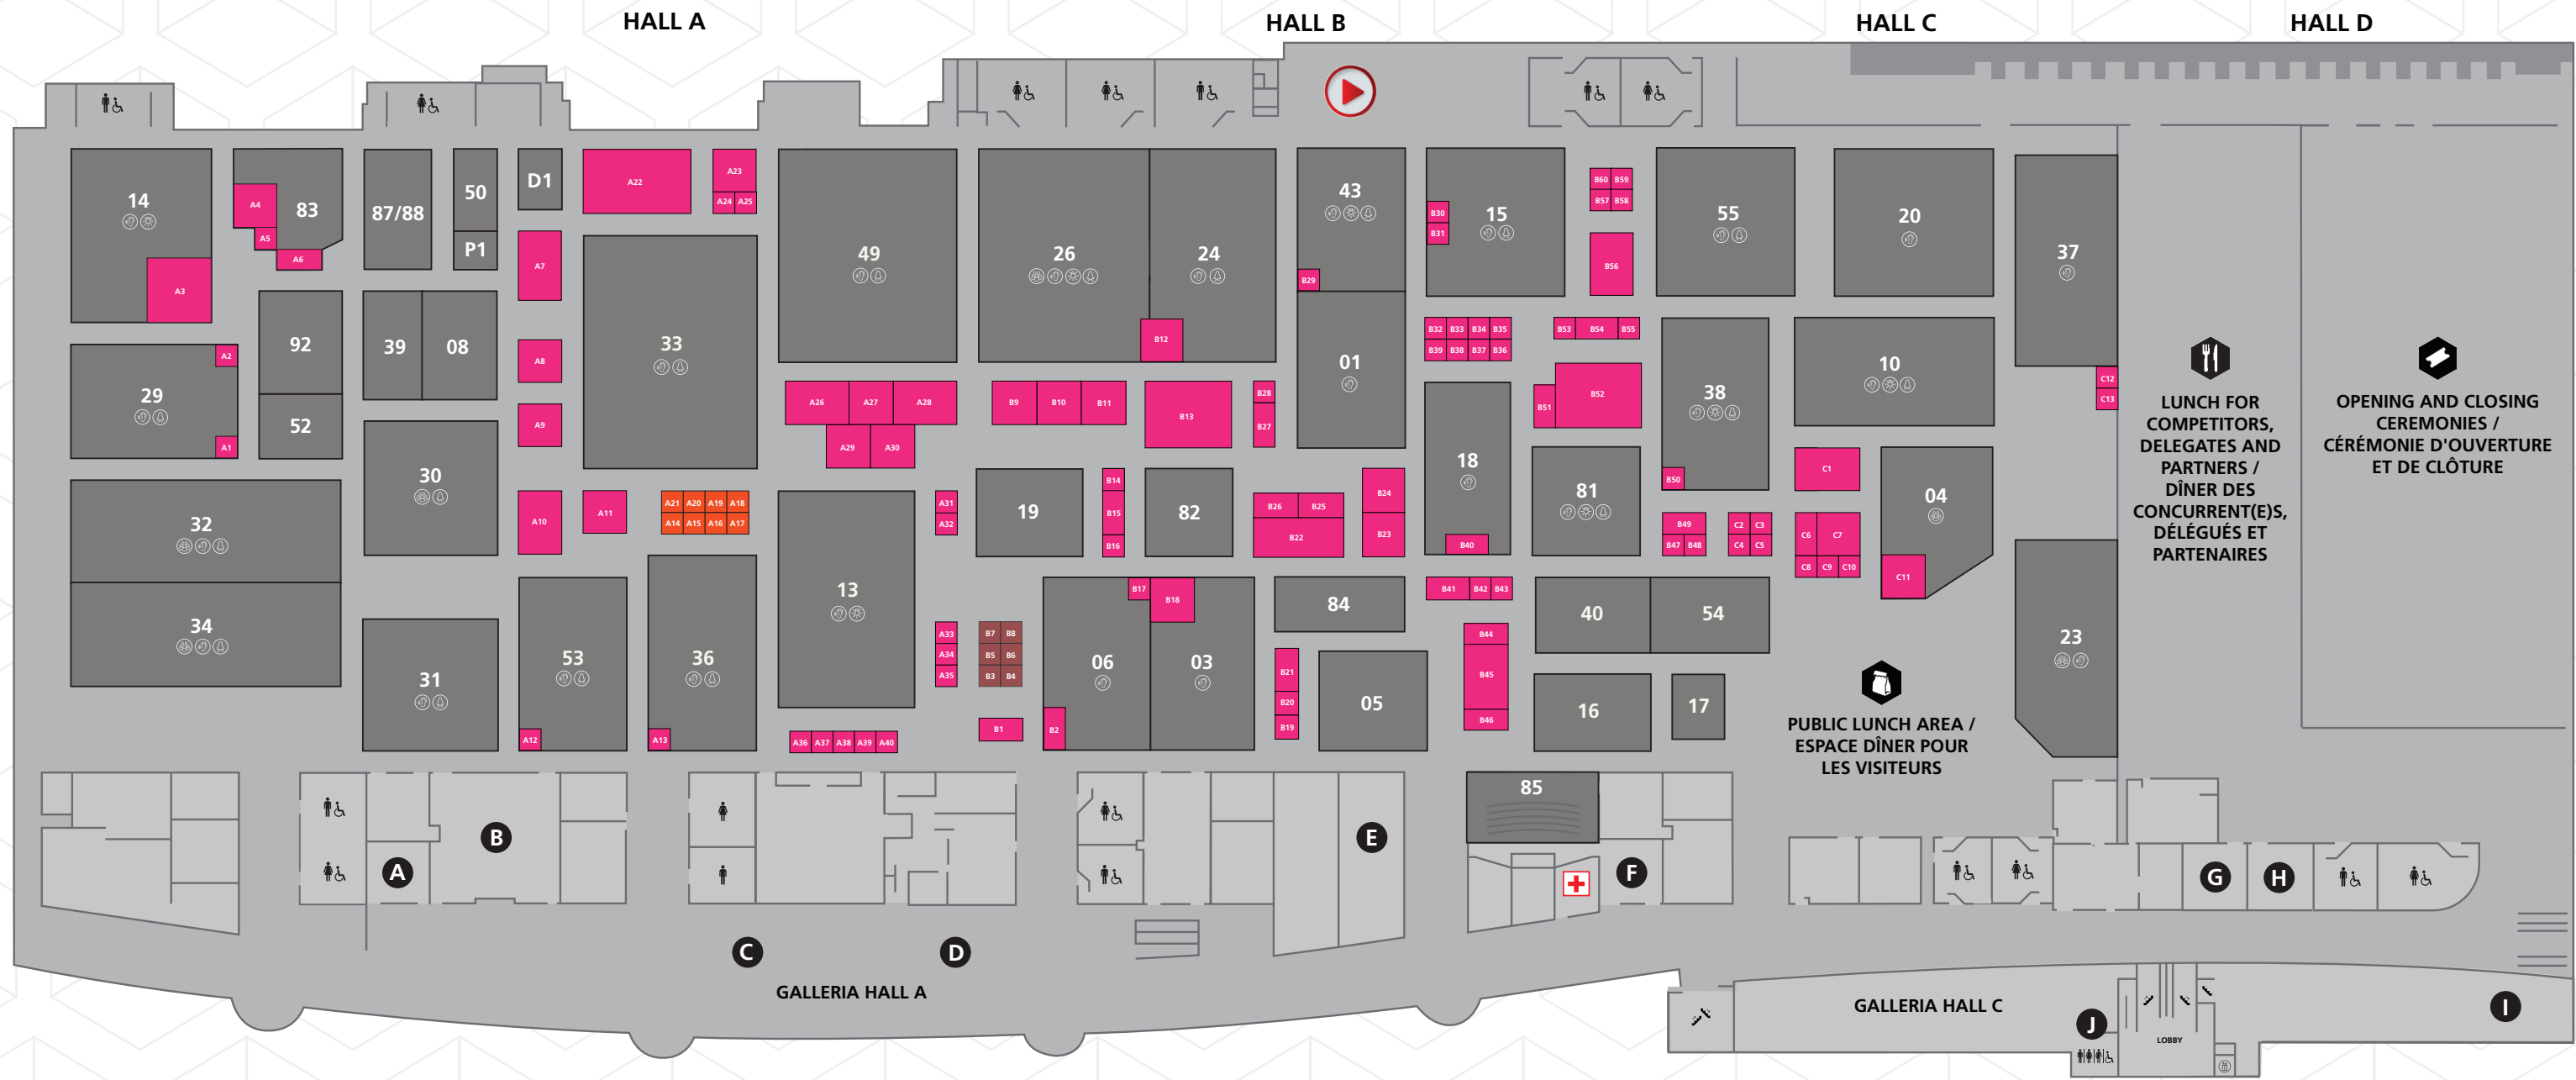 HALL A
HALL B
HALL C
HALL D
14
A3
A4
A5
83
A6
87/88
50
P1
D1
A22
A23
A24 A25
A7
49
26
24
B12
43
B29
01
15
B30
B31
B60 B59
B57 B58
B56
55
20
37
29
A2
A1
92
52
39
08
A8
A9
33
A26
A27
A28
A29
A30
B9
B10
B11
B13
B28
B27
B32 B33 B34 B35
B39 B38 B37 B36
B53 B54 B55
B51
B52
38
B50
10
C12
C13
LUNCH FOR
COMPETITORS,
DELEGATES AND
PARTNERS /
DÎNER DES
CONCURRENT(E)S,
DÉLÉGUÉS ET
PARTENAIRES
OPENING AND CLOSING
CEREMONIES /
CÉRÉMONIE D'OUVERTURE
ET DE CLÔTURE
32
34
30
A10
A11
A21 A20 A19 A18
A14 A15 A16 A17
13
A31
A32
19
B14
B15
B16
82
B26 B25
B22
B24
B23
18
B40
81
B49
B47 B48
C2 C3
C4 C5
C1
C6 C7
C8 C9 C10
04
C11
31
53
A12
36
A13
A33
A34
A35
B7 B8
B5 B6
B3 B4
B1
A36 A37 A38 A39 A40
06
B17
B18
B2
03
84
B21
B20
B19
05
B41 B42 B43
B44
B45
B46
40
54
16
17
23
PUBLIC LUNCH AREA /
ESPACE DÎNER POUR
LES VISITEURS
85
A
B
C
D
E
F
G
H
I
J
GALLERIA HALL A
GALLERIA HALL C
LOBBY